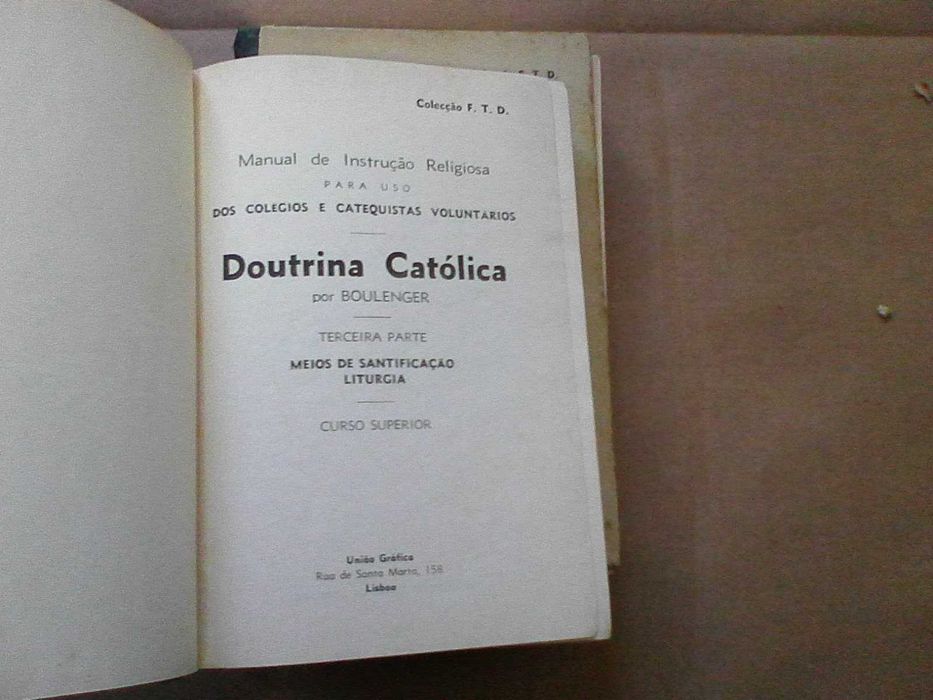 T. D.
Colecção F. T. D.
Manual de Instrução Religiosa
PARA USO
DOS COLEGIOS E CATEQUISTAS VOLUNTARIOS
Doutrina Católica
por BOULENGER
TERCEIRA PARTE
MEIOS DE SANTIFICAÇÃO
LITURGIA
CURSO SUPERIOR
União Gráfica
Rua de Santa Marta, 158
Lisboa